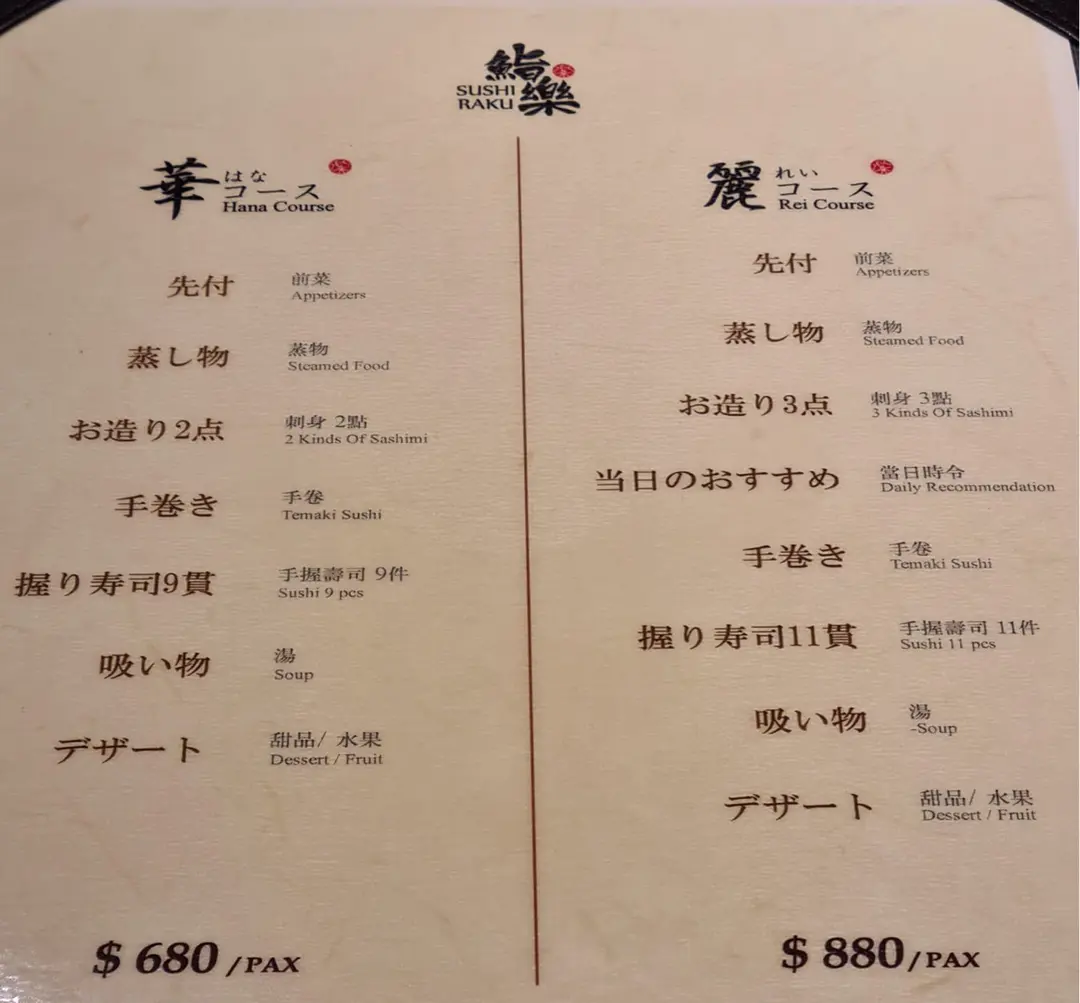 鮨樂
SUSHI
RAKU
華
はな
コース
Hana Course
先付
前菜
Appetizers
蒸し物
蒸物
Steamed Food
お造り2点
刺身 2點
2 Kinds Of Sashimi
手巻き
手卷
Temaki Sushi
握り寿司9貫
手握壽司 9件
Sushi 9 pcs
吸い物
湯
Soup
デザート
甜品/ 水果
Dessert / Fruit
$ 680 /PAX
麗
れい
コース
Rei Course
先付
前菜
Appetizers
蒸し物
蒸物
Steamed Food
お造り3点
刺身 3點
3 Kinds Of Sashimi
当日のおすすめ
當日時令
Daily Recommendation
手巻き
手卷
Temaki Sushi
握り寿司11貫
手握壽司 11件
Sushi 11 pcs
吸い物
湯
-Soup
デザート
甜品/ 水果
Dessert / Fruit
$ 880 /PAX